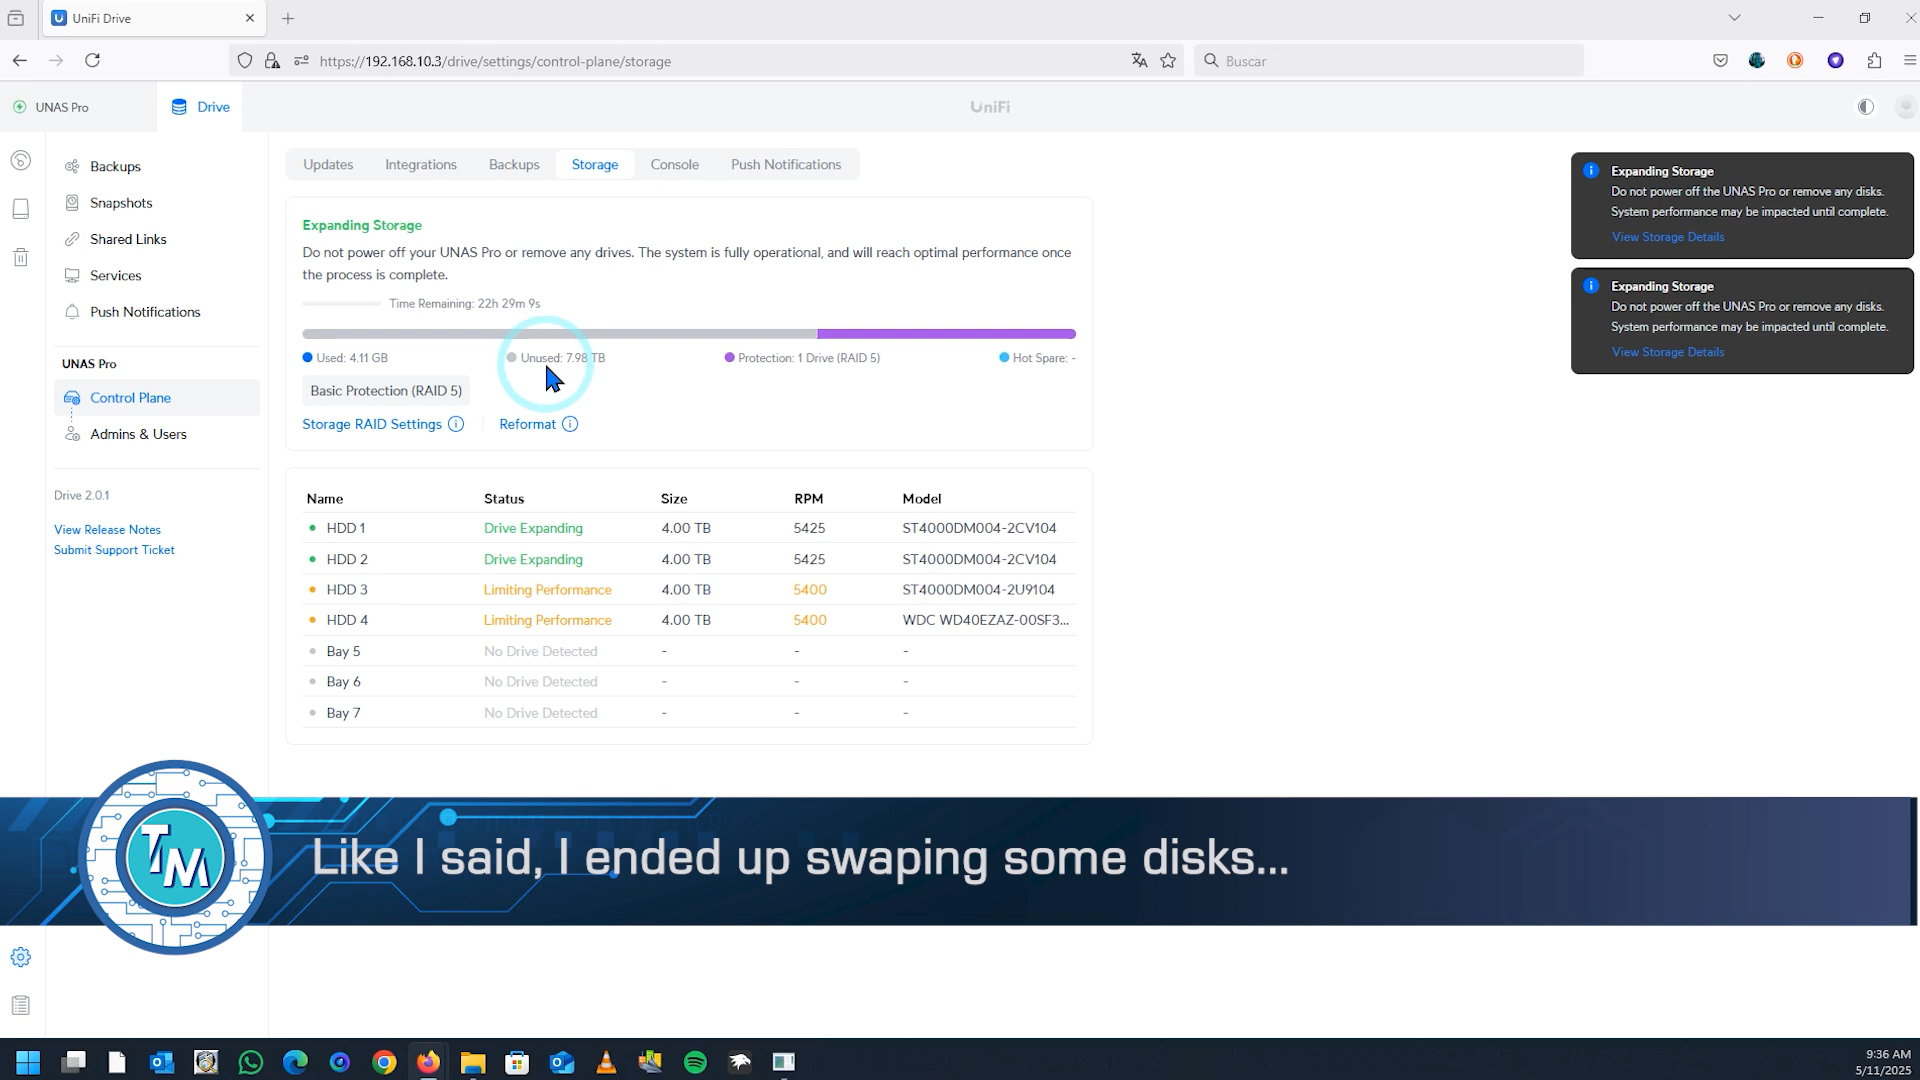 UniFi Drive
https://192.168.10.3/drive/settings/control-plane/storage
Buscar
UNAS Pro
Drive
UniFi
Backups
Snapshots
Shared Links
Services
Push Notifications
UNAS Pro
Control Plane
Admins & Users
Drive 2.0.1
View Release Notes
Submit Support Ticket
Updates Integrations Backups Storage Console Push Notifications
Expanding Storage
Do not power off your UNAS Pro or remove any drives. The system is fully operational, and will reach optimal performance once
the process is complete.
Time Remaining: 22h 29m 9s
Used: 4.11 GB Unused: 7.98 TB Protection: 1 Drive (RAID 5) Hot Spare: -
Basic Protection (RAID 5)
Storage RAID Settings Reformat
Name Status Size RPM Model
HDD 1 Drive Expanding 4.00 TB 5425 ST4000DM004-2CV104
HDD 2 Drive Expanding 4.00 TB 5425 ST4000DM004-2CV104
HDD 3 Limiting Performance 4.00 TB 5400 ST4000DM004-2U9104
HDD 4 Limiting Performance 4.00 TB 5400 WDC WD40EZAZ-00SF3...
Bay 5 No Drive Detected - - -
Bay 6 No Drive Detected - - -
Bay 7 No Drive Detected - - -
Expanding Storage
Do not power off the UNAS Pro or remove any disks.
System performance may be impacted until complete.
View Storage Details
Expanding Storage
Do not power off the UNAS Pro or remove any disks.
System performance may be impacted until complete.
View Storage Details
TM
Like I said, I ended up swaping some disks...
9:36 AM
5/11/2025